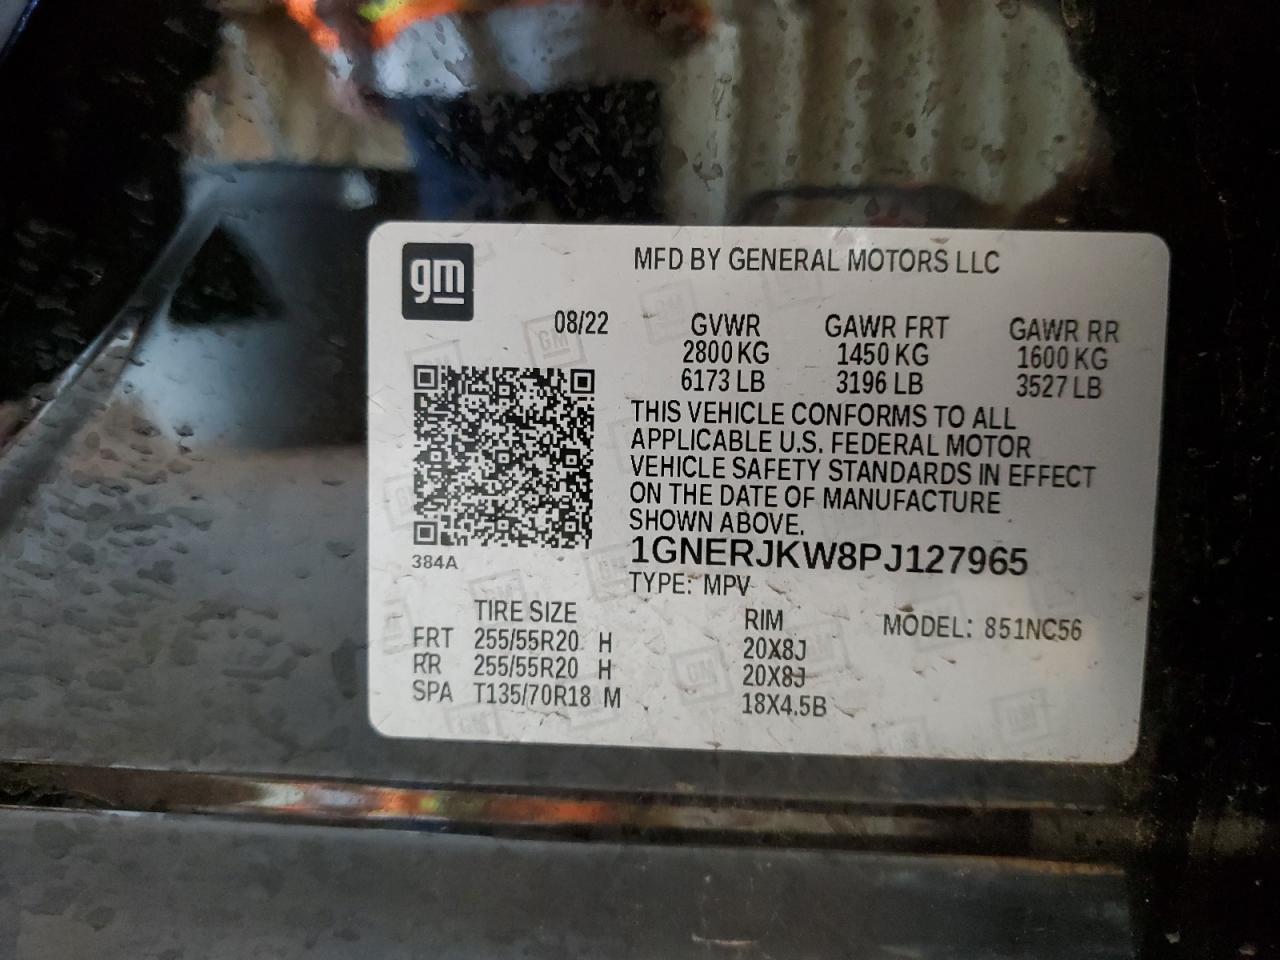 gm
MFD BY GENERAL MOTORS LLC
08/22
GVWR GAWR FRT GAWR RR
2800 KG 1450 KG 1600 KG
6173 LB 3196 LB 3527 LB
THIS VEHICLE CONFORMS TO ALL
APPLICABLE U.S. FEDERAL MOTOR
VEHICLE SAFETY STANDARDS IN EFFECT
ON THE DATE OF MANUFACTURE
SHOWN ABOVE.
1GNERJKW8PJ127965
384A
TYPE: MPV
TIRE SIZE RIM MODEL: 851NC56
FRT 255/55R20 H 20X8J
RR 255/55R20 H 20X8J
SPA T135/70R18 M 18X4.5B